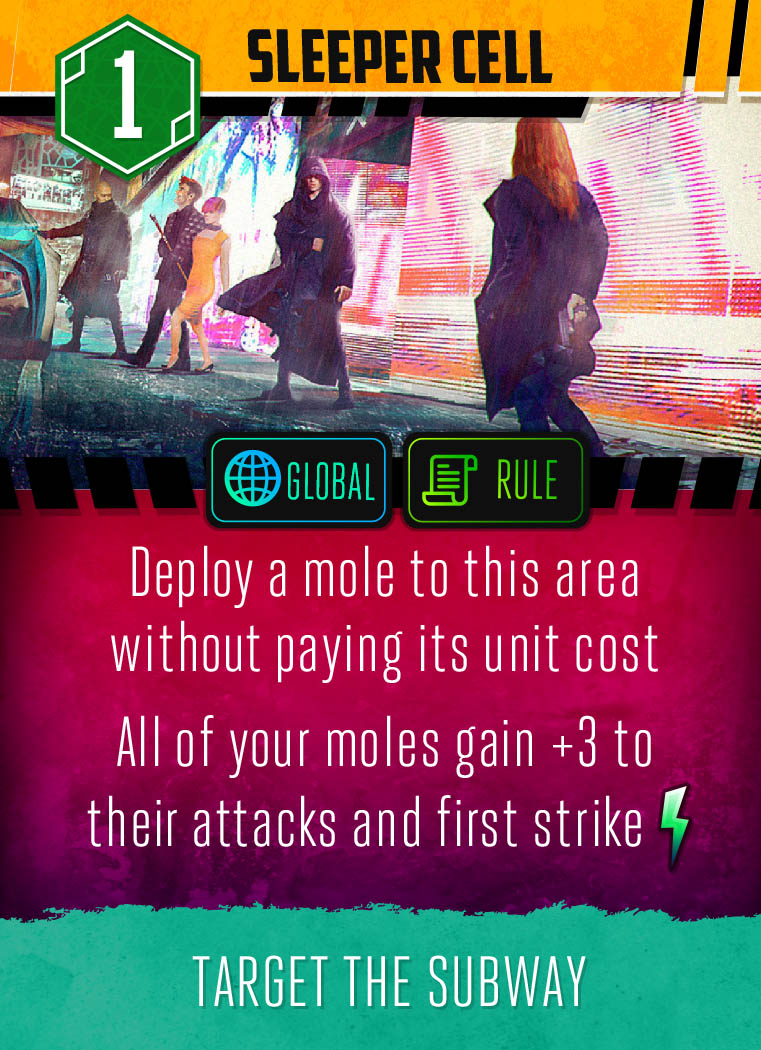 1
SLEEPER CELL
GLOBAL
RULE
Deploy a mole to this area
without paying its unit cost
All of your moles gain +3 to
their attacks and first strike
TARGET THE SUBWAY